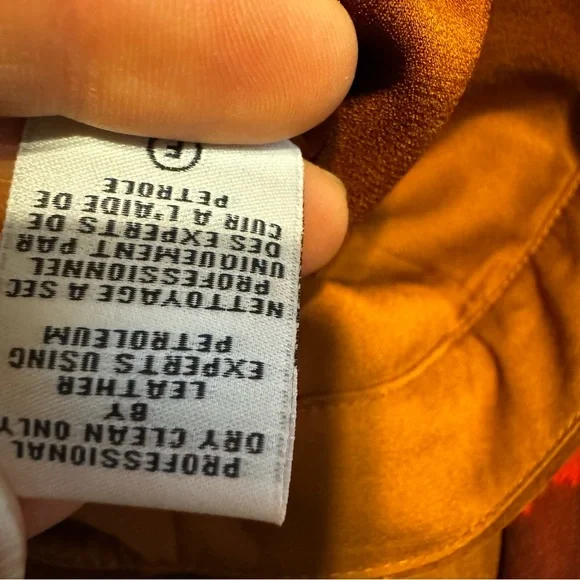 PROFESSIONAL
DRY CLEAN ONLY
BY
LEATHER
EXPERTS USING
PETROLEUM
NETTOYAGE A SEC
PROFESSIONNEL
UNIQUEMENT PAR
DES EXPERTS DE
CUIR A L'AIDE DE
PETROLE
F